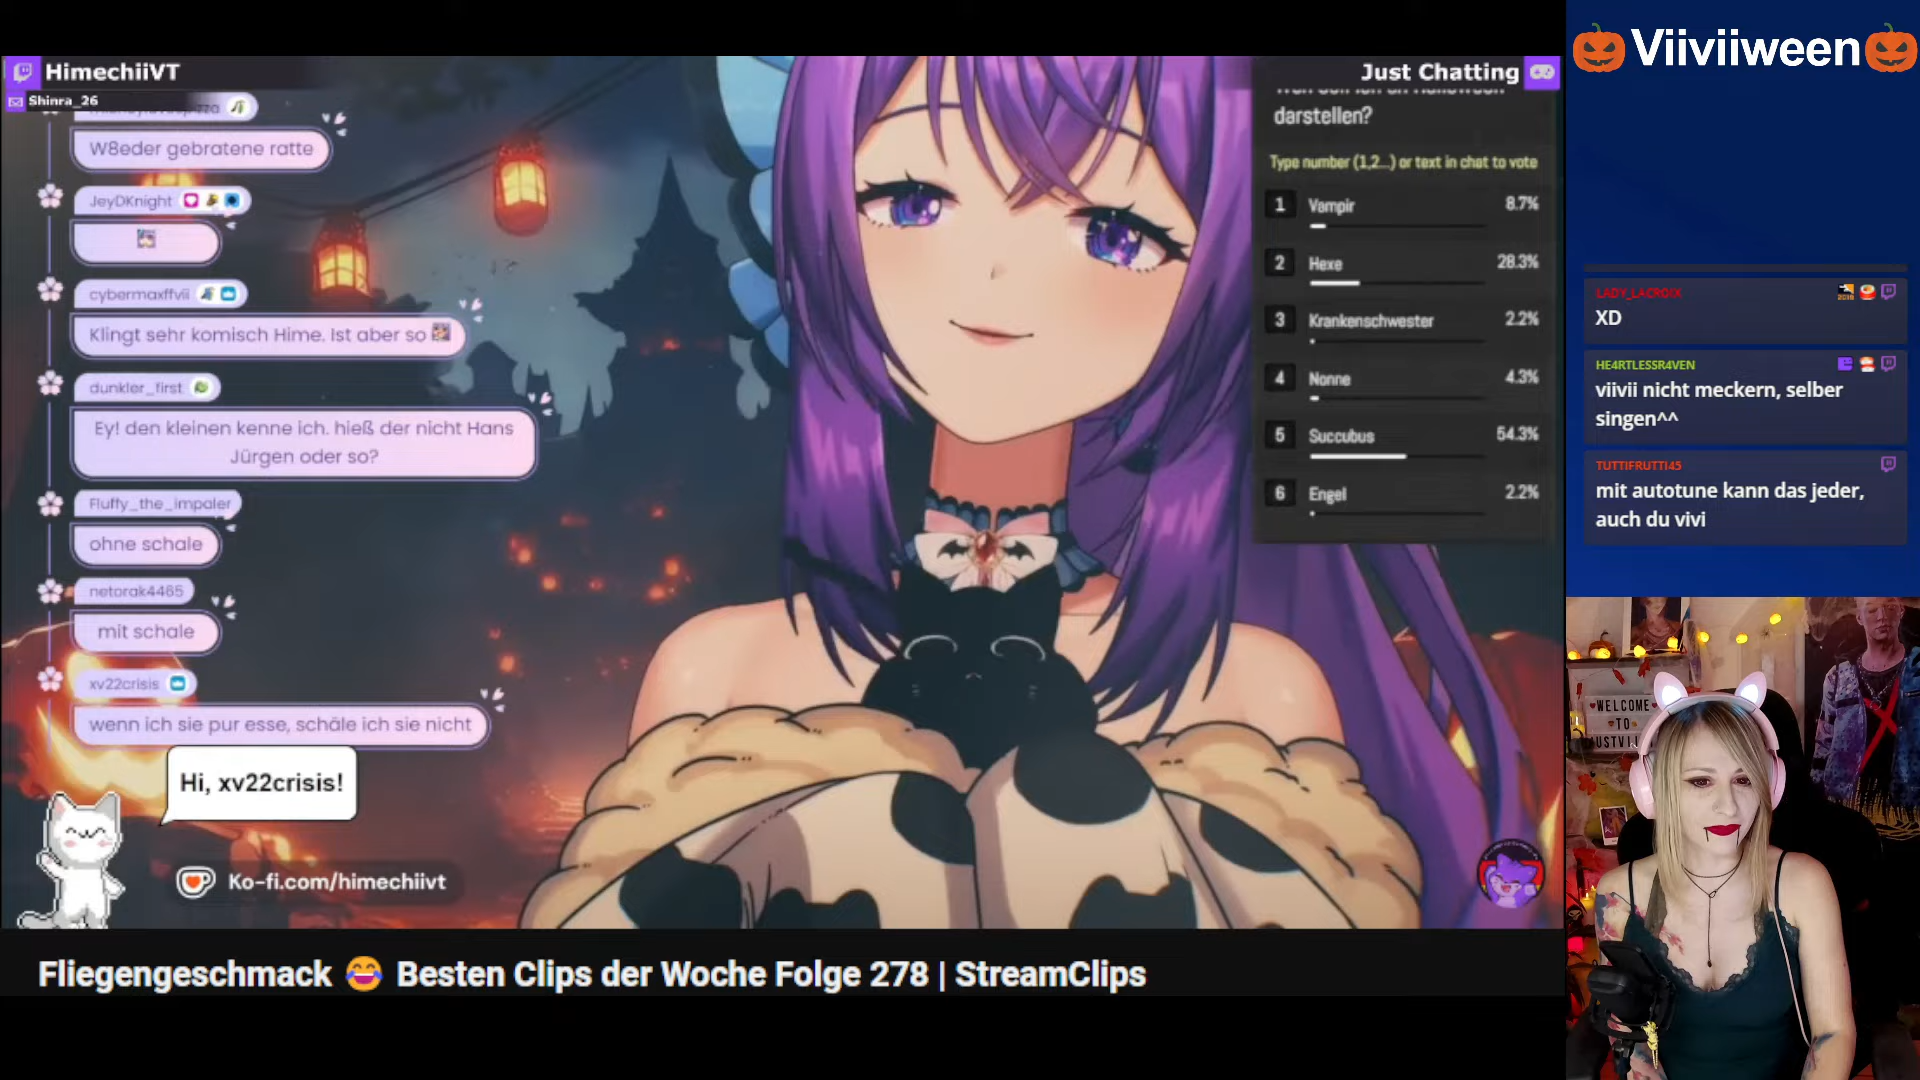 HimechiiVT
Shinra_26
W8eder gebratene ratte
JeyDKnight
cybermaxffvii
Klingt sehr komisch Hime. Ist aber so
dunkler_first
Ey! den kleinen kenne ich. hieß der nicht Hans
Jürgen oder so?
Fluffy_the_impaler
ohne schale
netorak4465
mit schale
xv22crisis
wenn ich sie pur esse, schäle ich sie nicht
Hi, xv22crisis!
Ko-fi.com/himechiivt
Just Chatting
darstellen?
Type number (1,2...) or text in chat to vote
1 Vampir 8.7%
2 Hexe 28.3%
3 Krankenschwester 2.2%
4 Nonne 4.3%
5 Succubus 54.3%
6 Engel 2.2%
Fliegengeschmack 😂 Besten Clips der Woche Folge 278 | StreamClips
🎃Viiviiween🎃
LADY_LACROIX
XD
HE4RTLESSR4VEN
viivii nicht meckern, selber
singen^^
TUTTIFRUTTI45
mit autotune kann das jeder,
auch du vivi
WELCOME
TO